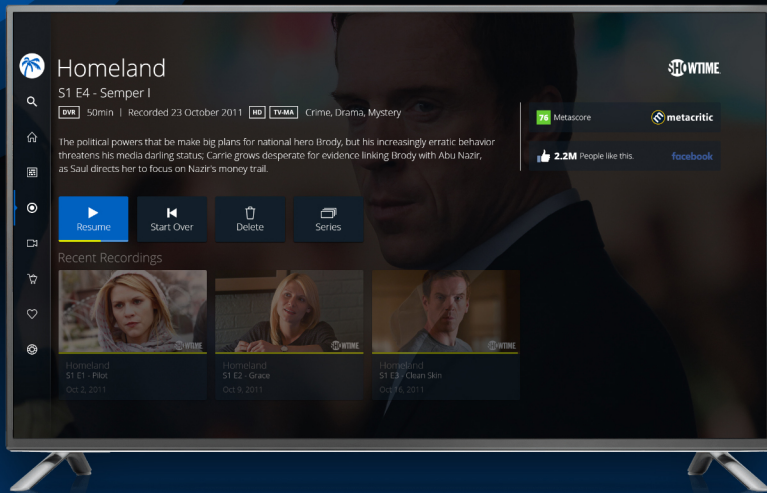 Homeland
SHOWTIME
S1 E4 - Semper I
DVR 50min | Recorded 23 October 2011 HD TV-MA Crime, Drama, Mystery
76 Metascore metacritic
The political powers that be make big plans for national hero Brody, but his increasingly erratic behavior
threatens his media darling status; Carrie grows desperate for evidence linking Brody with Abu Nazir,
as Saul directs her to focus on Nazir's money trail.
2.2M People like this. facebook
Resume
Start Over
Delete
Series
Recent Recordings
SHOWTIME
SHOWTIME
SHOWTIME
Homeland
S1 E1 - Pilot
Oct 2, 2011
Homeland
S1 E2 - Grace
Oct 9, 2011
Homeland
S1 E3 - Clean Skin
Oct 16, 2011